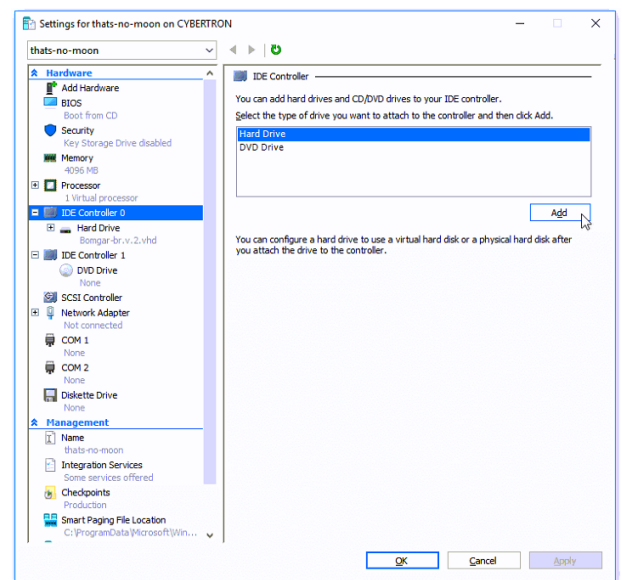 Settings for thats-no-moon on CYBERTRON
thats-no-moon
Hardware
Add Hardware
BIOS
Boot from CD
Security
Key Storage Drive disabled
Memory
4096 MB
Processor
1 Virtual processor
IDE Controller 0
Hard Drive
Bomgar-br.v.2.vhd
IDE Controller 1
DVD Drive
None
SCSI Controller
Network Adapter
Not connected
COM 1
None
COM 2
None
Diskette Drive
None
Management
Name
thats-no-moon
Integration Services
Some services offered
Checkpoints
Production
Smart Paging File Location
C:\ProgramData\Microsoft\Win...
IDE Controller
You can add hard drives and CD/DVD drives to your IDE controller.
Select the type of drive you want to attach to the controller and then click Add.
Hard Drive
DVD Drive
Add
You can configure a hard drive to use a virtual hard disk or a physical hard disk after
you attach the drive to the controller.
OK
Cancel
Apply